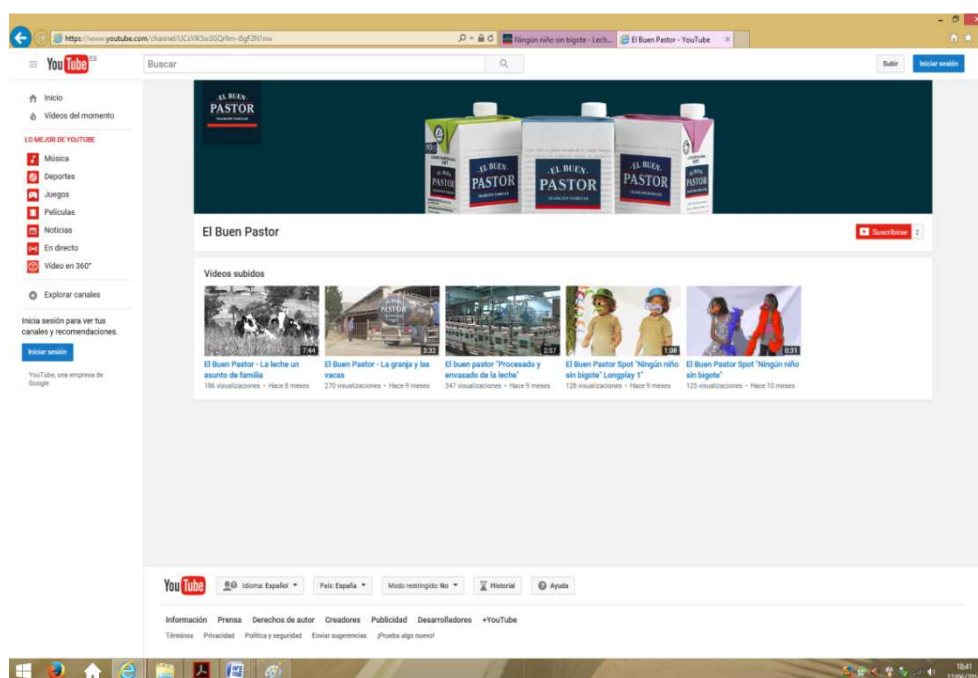 https://www.youtube.com/channel/
Ningún niño sin bigote - Lech...
El Buen Pastor - YouTube
YouTube ES
Buscar
Subir
Iniciar sesión
Inicio
Vídeos del momento
LO MEJOR DE YOUTUBE
Música
Deportes
Juegos
Películas
Noticias
En directo
Vídeo en 360°
Explorar canales
Inicia sesión para ver tus
canales y recomendaciones.
Iniciar sesión
YouTube, una empresa de
Google
EL BUEN
PASTOR
TRADICIÓN FAMILIAR
EL BUEN
PASTOR
EL BUEN
PASTOR
TRADICIÓN FAMILIAR
EL BUEN
PASTOR
TRADICIÓN FAMILIAR
El Buen Pastor
Suscribirse 2
Vídeos subidos
PASTOR
7:44
3:32
2:57
1:08
0:31
El Buen Pastor - La leche un
asunto de familia
186 visualizaciones • Hace 8 meses
El Buen Pastor - La granja y las
vacas
270 visualizaciones • Hace 9 meses
El buen pastor "Procesado y
envasado de la leche"
347 visualizaciones • Hace 9 meses
El Buen Pastor Spot "Ningún niño
sin bigote" Longplay 1"
128 visualizaciones • Hace 9 meses
El Buen Pastor Spot "Ningún niño
sin bigote"
123 visualizaciones • Hace 10 meses
YouTube
Idioma: Español
País: España
Modo restringido: No
Historial
Ayuda
Información Prensa Derechos de autor Creadores Publicidad Desarrolladores +YouTube
Términos Privacidad Política y seguridad Enviar sugerencias ¡Prueba algo nuevo!
18:41